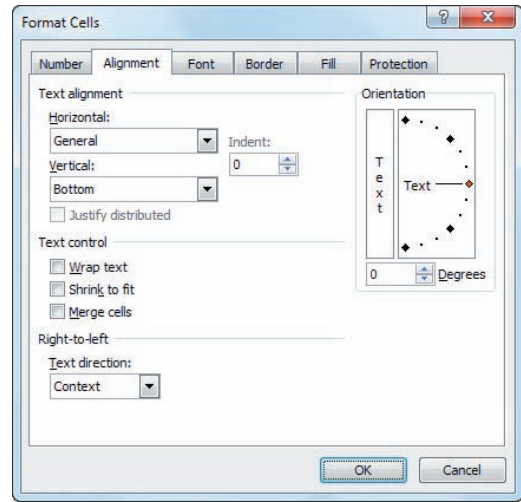 Format Cells
Number Alignment Font Border Fill Protection
Text alignment
Horizontal:
General
Indent:
Vertical:
0
Bottom
Justify distributed
Text control
Wrap text
Shrink to fit
Merge cells
Right-to-left
Text direction:
Context
Orientation
Text
Text
0 Degrees
OK Cancel